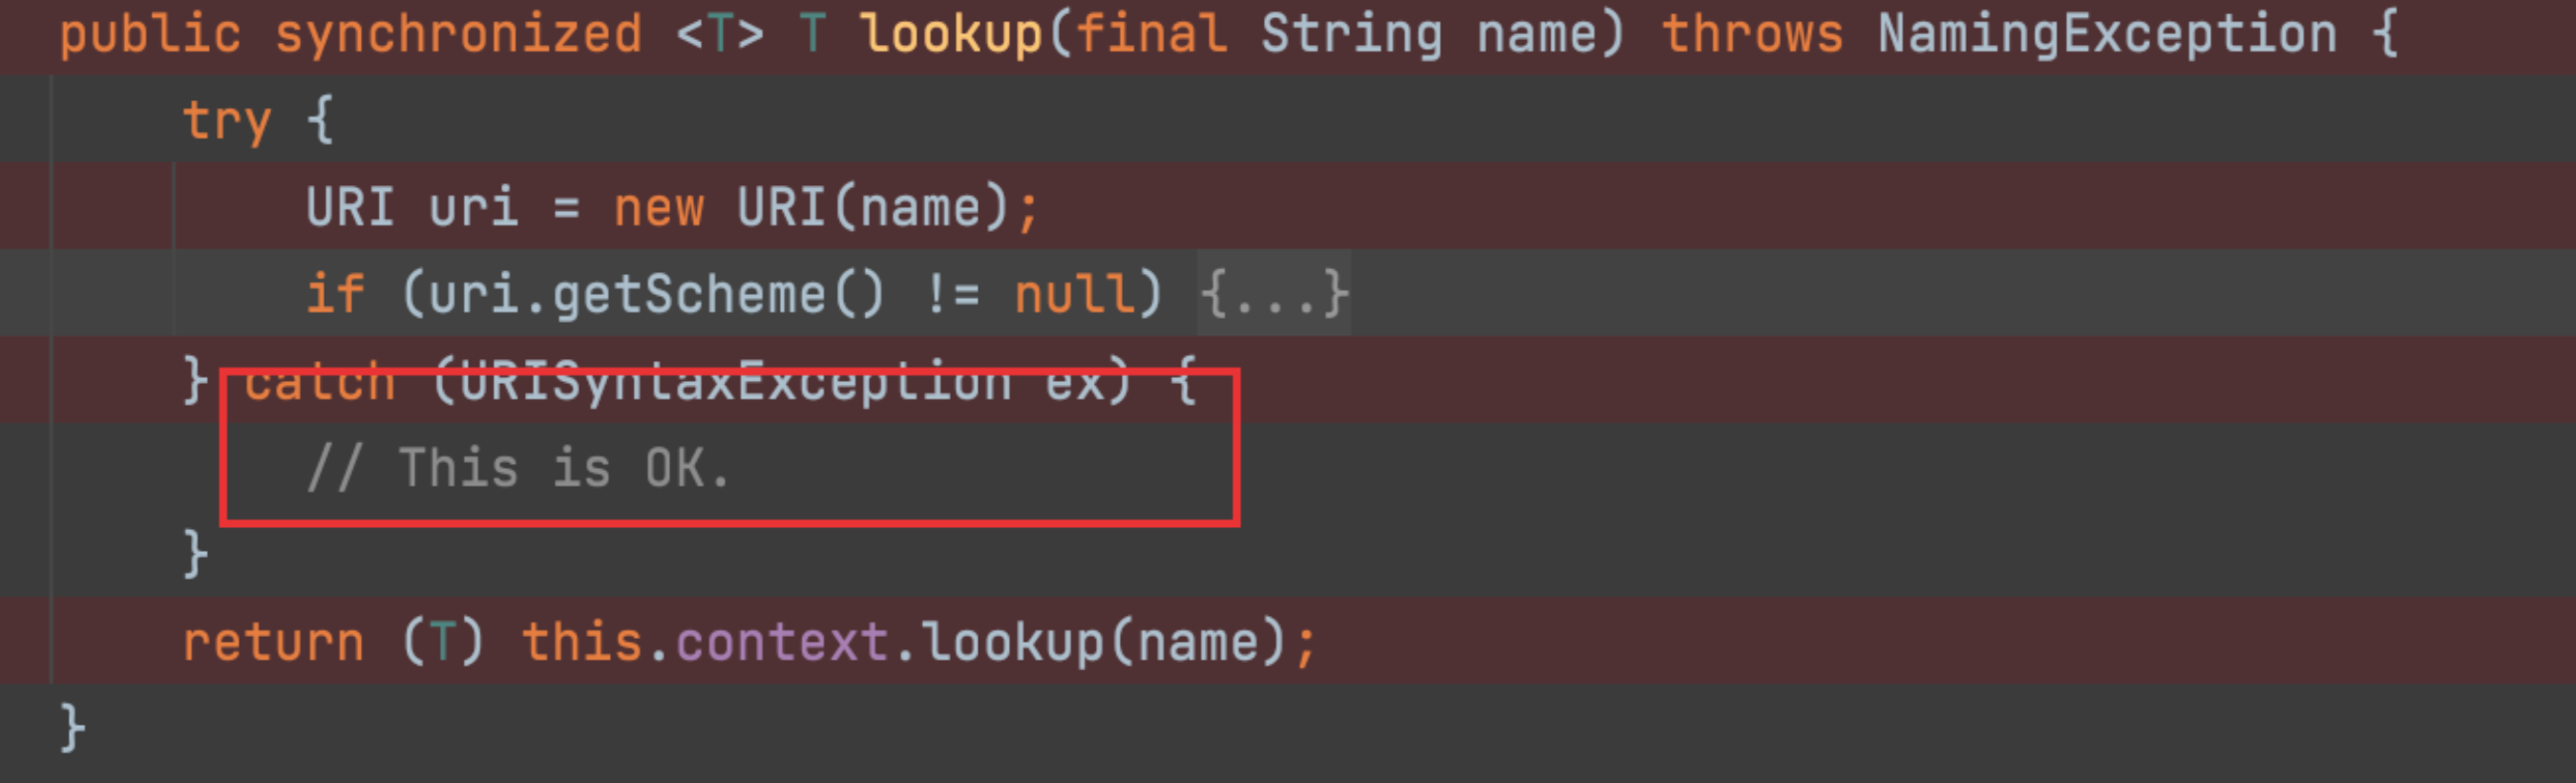 public synchronized <T> T lookup(final String name) throws NamingException {
try {
URI uri = new URI(name);
if (uri.getScheme() != null) {...}
} catch (URISyntaxException ex) {
// This is OK.
}
return (T) this.context.lookup(name);
}